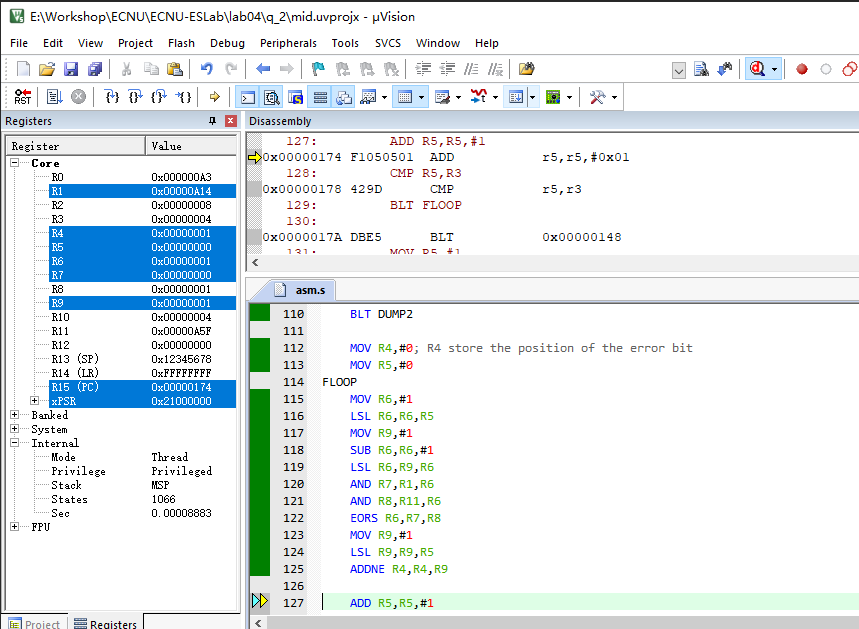 E:\Workshop\ECNU\ECNU-ESLab\lab04\q_2\mid.uvprojx - µVision
File Edit View Project Flash Debug Peripherals Tools SVCS Window Help
RST
Registers
Register Value
Core
R0 0x000000A3
R1 0x00000A14
R2 0x00000008
R3 0x00000004
R4 0x00000001
R5 0x00000000
R6 0x00000001
R7 0x00000000
R8 0x00000001
R9 0x00000001
R10 0x00000004
R11 0x00000A5F
R12 0x00000000
R13 (SP) 0x12345678
R14 (LR) 0xFFFFFFFF
R15 (PC) 0x00000174
xPSR 0x21000000
Banked
System
Internal
Mode Thread
Privilege Privileged
Stack MSP
States 1066
Sec 0.00008883
FPU
Project Registers
Disassembly
127: ADD R5,R5,#1
0x00000174 F1050501 ADD r5,r5,#0x01
128: CMP R5,R3
0x00000178 429D CMP r5,r3
129: BLT FLOOP
130:
0x0000017A DBE5 BLT 0x00000148
131: MOV R5,#1
asm.s
110 BLT DUMP2
111
112 MOV R4,#0; R4 store the position of the error bit
113 MOV R5,#0
114 FLOOP
115 MOV R6,#1
116 LSL R6,R6,R5
117 MOV R9,#1
118 SUB R6,R6,#1
119 LSL R6,R9,R6
120 AND R7,R1,R6
121 AND R8,R11,R6
122 EORS R6,R7,R8
123 MOV R9,#1
124 LSL R9,R9,R5
125 ADDNE R4,R4,R9
126
127 ADD R5,R5,#1